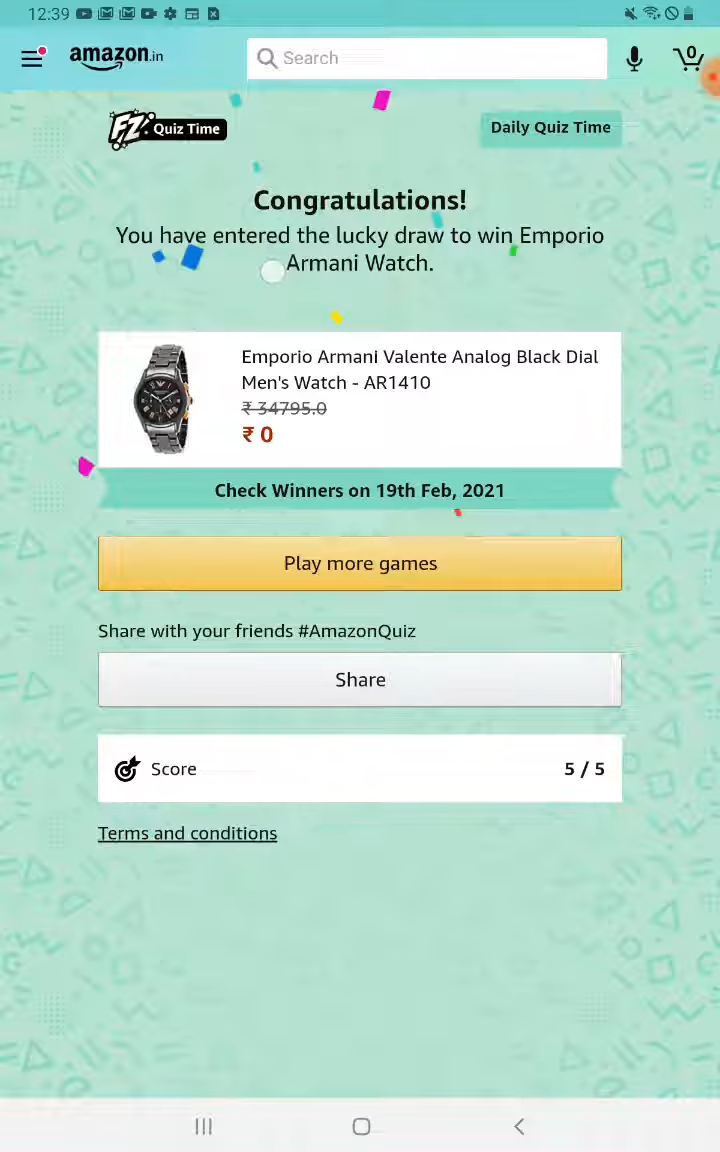 12:39
amazon.in
Search
0
FZ Quiz Time
Daily Quiz Time
Congratulations!
You have entered the lucky draw to win Emporio
Armani Watch.
Emporio Armani Valente Analog Black Dial
Men's Watch - AR1410
₹ 34795.0
₹ 0
Check Winners on 19th Feb, 2021
Play more games
Share with your friends #AmazonQuiz
Share
Score
5 / 5
Terms and conditions